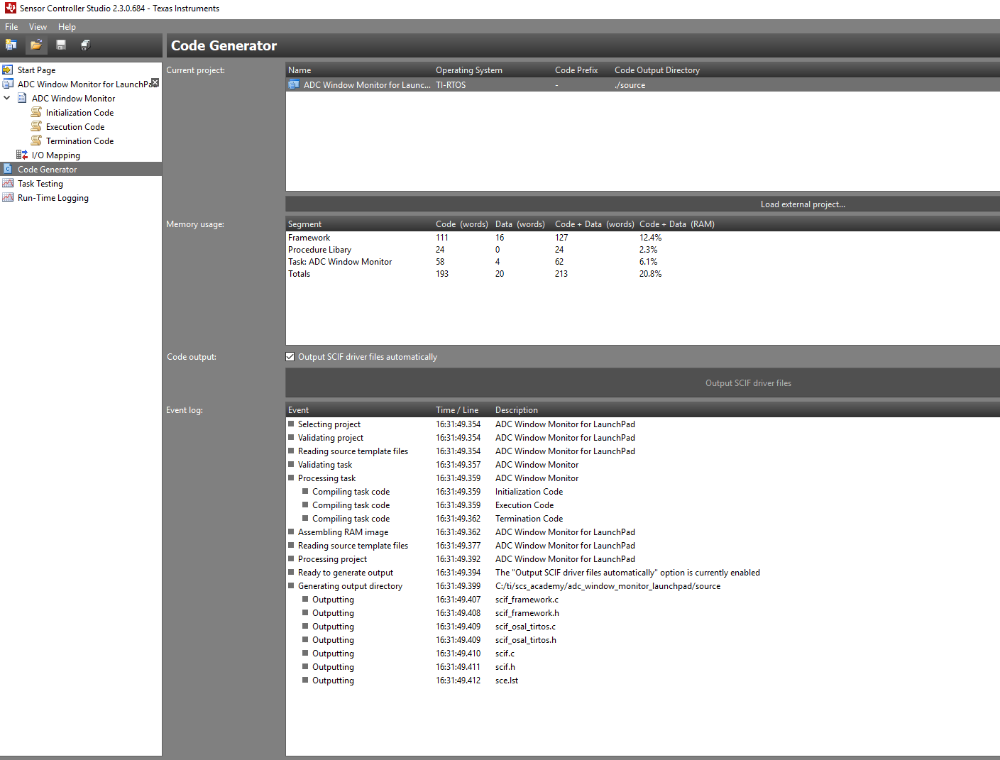 Sensor Controller Studio 2.3.0.684 - Texas Instruments
File View Help
Code Generator
Start Page
ADC Window Monitor for LaunchPad
ADC Window Monitor
Initialization Code
Execution Code
Termination Code
I/O Mapping
Code Generator
Task Testing
Run-Time Logging
Current project:
Name Operating System Code Prefix Code Output Directory
ADC Window Monitor for Launc... TI-RTOS - ./source
Load external project...
Memory usage:
Segment Code (words) Data (words) Code + Data (words) Code + Data (RAM)
Framework 111 16 127 12.4%
Procedure Libary 24 0 24 2.3%
Task: ADC Window Monitor 58 4 62 6.1%
Totals 193 20 213 20.8%
Code output:
Output SCIF driver files automatically
Output SCIF driver files
Event log:
Event Time / Line Description
Selecting project 16:31:49.354 ADC Window Monitor for LaunchPad
Validating project 16:31:49.354 ADC Window Monitor for LaunchPad
Reading source template files 16:31:49.354 ADC Window Monitor for LaunchPad
Validating task 16:31:49.357 ADC Window Monitor
Processing task 16:31:49.359 ADC Window Monitor
Compiling task code 16:31:49.359 Initialization Code
Compiling task code 16:31:49.359 Execution Code
Compiling task code 16:31:49.362 Termination Code
Assembling RAM image 16:31:49.362 ADC Window Monitor for LaunchPad
Reading source template files 16:31:49.377 ADC Window Monitor for LaunchPad
Processing project 16:31:49.392 ADC Window Monitor for LaunchPad
Ready to generate output 16:31:49.394 The "Output SCIF driver files automatically" option is currently enabled
Generating output directory 16:31:49.399 C:/ti/scs_academy/adc_window_monitor_launchpad/source
Outputting 16:31:49.407 scif_framework.c
Outputting 16:31:49.408 scif_framework.h
Outputting 16:31:49.409 scif_osal_tirtos.c
Outputting 16:31:49.409 scif_osal_tirtos.h
Outputting 16:31:49.410 scif.c
Outputting 16:31:49.411 scif.h
Outputting 16:31:49.412 sce.lst